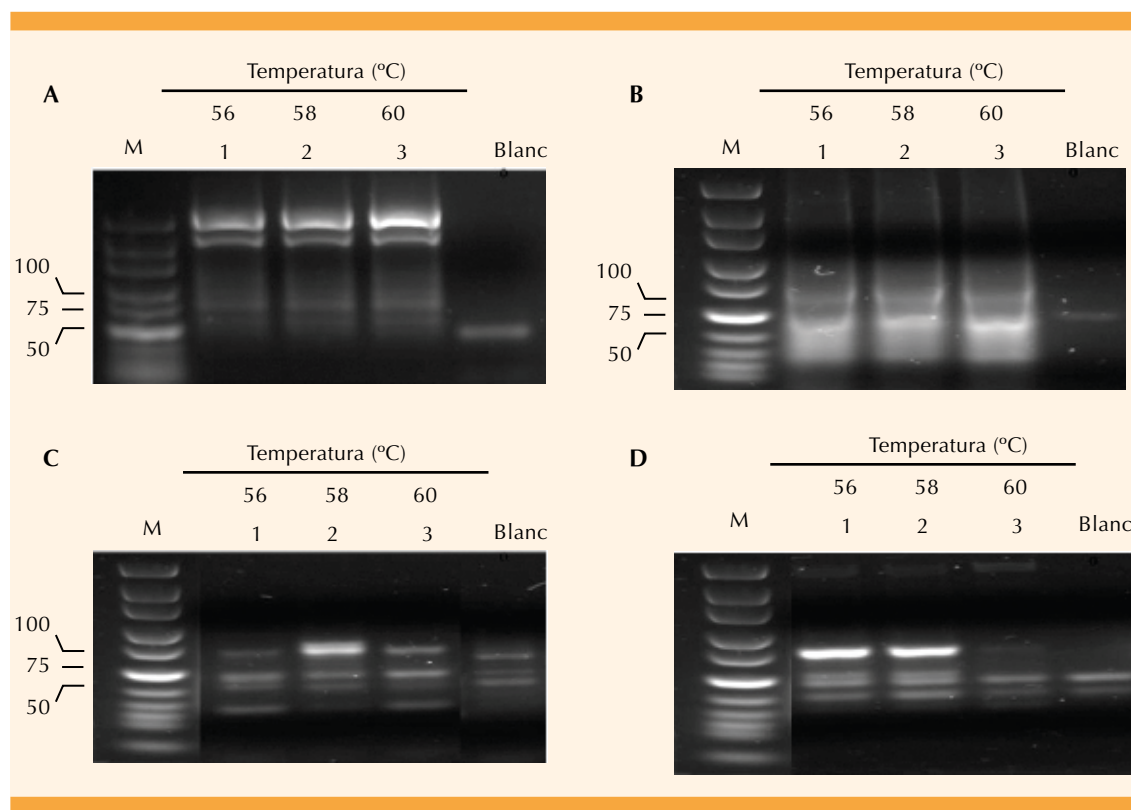 A
Temperatura (ºC)
56 58 60
M 1 2 3 Blanc
o
100
75
50
B
Temperatura (ºC)
56 58 60
M 1 2 3 Blanc
o
100
75
50
C
Temperatura (ºC)
56 58 60
M 1 2 3 Blanc
o
100
75
50
D
Temperatura (ºC)
56 58 60
M 1 2 3 Blanc
o